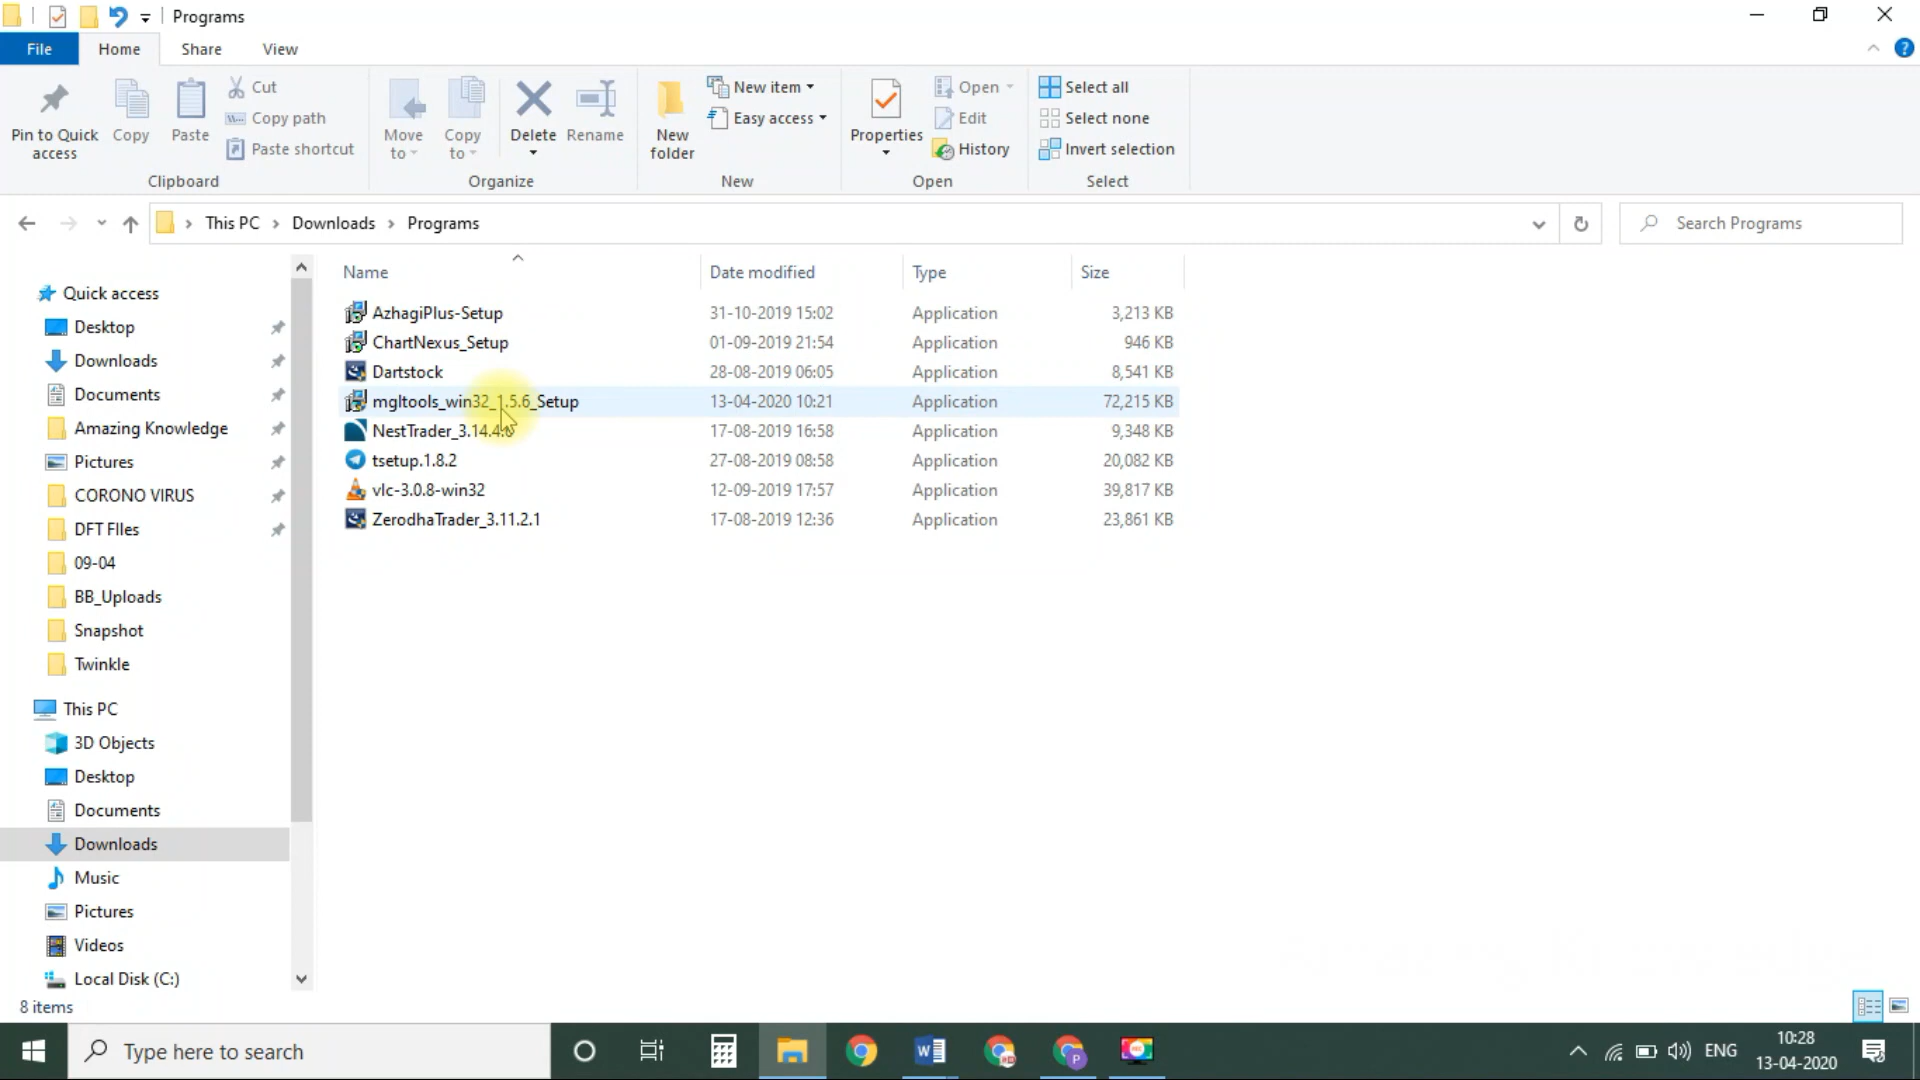 Programs
File Home Share View
Pin to Quick access
Copy
Paste
Cut
Copy path
Paste shortcut
Clipboard
Move to
Copy to
Delete
Rename
Organize
New folder
New item
Easy access
New
Properties
Open
Edit
History
Open
Select all
Select none
Invert selection
Select
This PC > Downloads > Programs
Search Programs
Name Date modified Type Size
AzhagiPlus-Setup 31-10-2019 15:02 Application 3,213 KB
ChartNexus_Setup 01-09-2019 21:54 Application 946 KB
Dartstock 28-08-2019 06:05 Application 8,541 KB
mgltools_win32_1.5.6_Setup 13-04-2020 10:21 Application 72,215 KB
NestTrader_3.14.4. 17-08-2019 16:58 Application 9,348 KB
tsetup.1.8.2 27-08-2019 08:58 Application 20,082 KB
vlc-3.0.8-win32 12-09-2019 17:57 Application 39,817 KB
ZerodhaTrader_3.11.2.1 17-08-2019 12:36 Application 23,861 KB
Quick access
Desktop
Downloads
Documents
Amazing Knowledge
Pictures
CORONO VIRUS
DFT FIles
09-04
BB_Uploads
Snapshot
Twinkle
This PC
3D Objects
Desktop
Documents
Downloads
Music
Pictures
Videos
Local Disk (C:)
8 items
Type here to search
ENG
10:28
13-04-2020